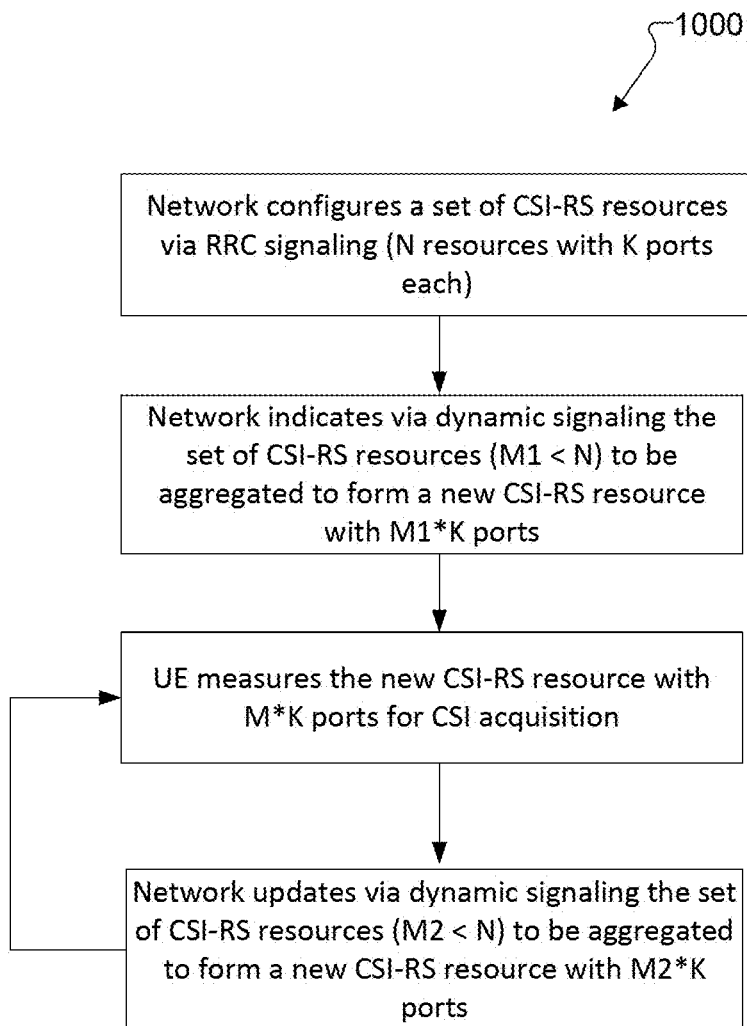 1000
Network configures a set of CSI-RS resources
via RRC signaling (N resources with K ports
each)
Network indicates via dynamic signaling the
set of CSI-RS resources (M1 < N) to be
aggregated to form a new CSI-RS resource
with M1*K ports
UE measures the new CSI-RS resource with
M*K ports for CSI acquisition
Network updates via dynamic signaling the set
of CSI-RS resources (M2 < N) to be aggregated
to form a new CSI-RS resource with M2*K
ports